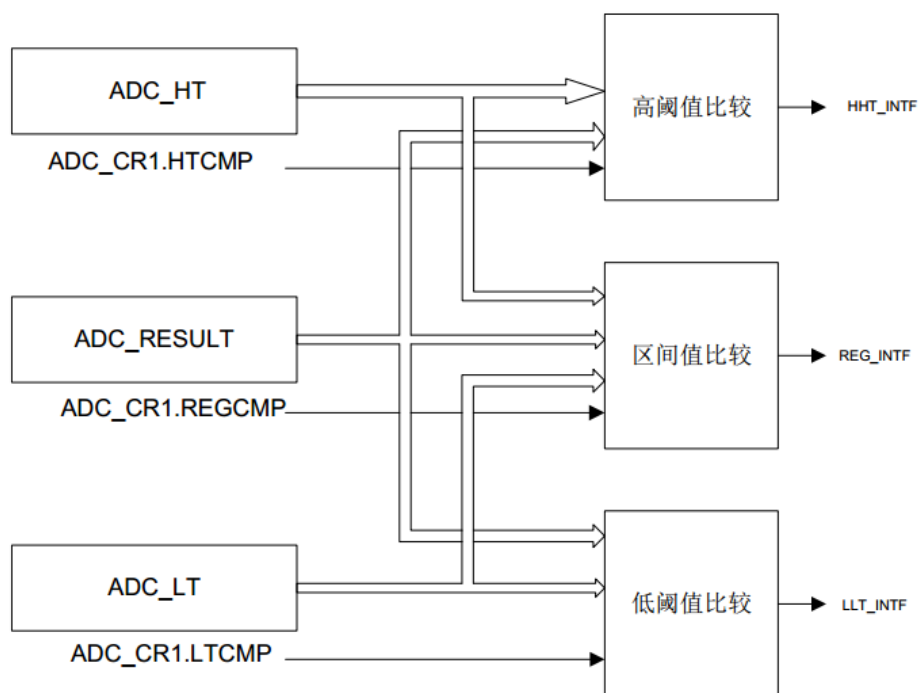 ADC_HT
高阈值比较
HHT_INTF
ADC_CR1.HTCMP
ADC_RESULT
区间值比较
REG_INTF
ADC_CR1.REGCMP
ADC_LT
低阈值比较
LLT_INTF
ADC_CR1.LTCMP